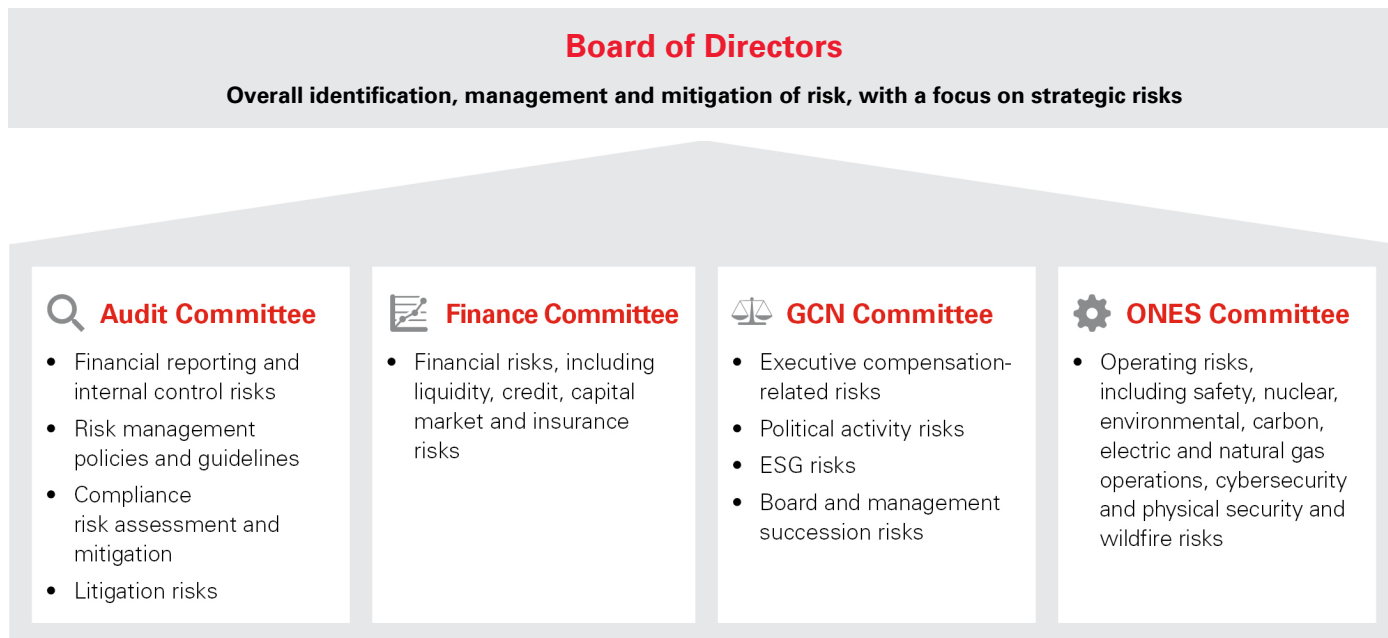 Board of Directors
Overall identification, management and mitigation of risk, with a focus on strategic risks
Audit Committee
• Financial reporting and
internal control risks
• Risk management
policies and guidelines
• Compliance
risk assessment and
mitigation
• Litigation risks
Finance Committee
• Financial risks, including
liquidity, credit, capital
market and insurance
risks
GCN Committee
• Executive compensation-
related risks
• Political activity risks
• ESG risks
• Board and management
succession risks
ONES Committee
• Operating risks,
including safety, nuclear,
environmental, carbon,
electric and natural gas
operations, cybersecurity
and physical security and
wildfire risks